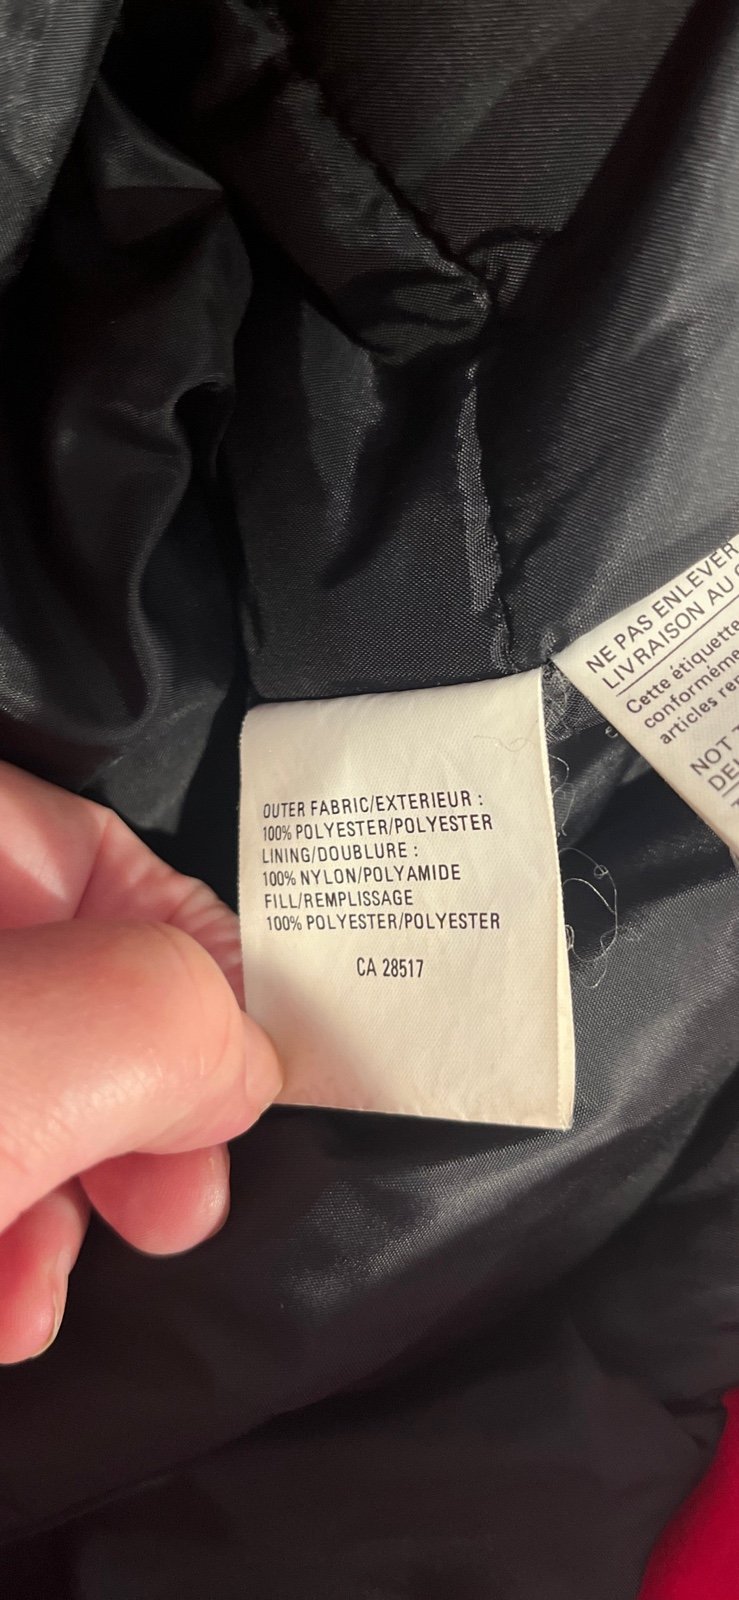 OUTER FABRIC/EXTERIEUR :
100% POLYESTER/POLYESTER
LINING/DOUBLURE :
100% NYLON/POLYAMIDE
FILL/REMPLISSAGE
100% POLYESTER/POLYESTER
CA 28517
NE PAS ENLEVER
LIVRAISON AU
Cette étiquette
conformémé
articles
NOT